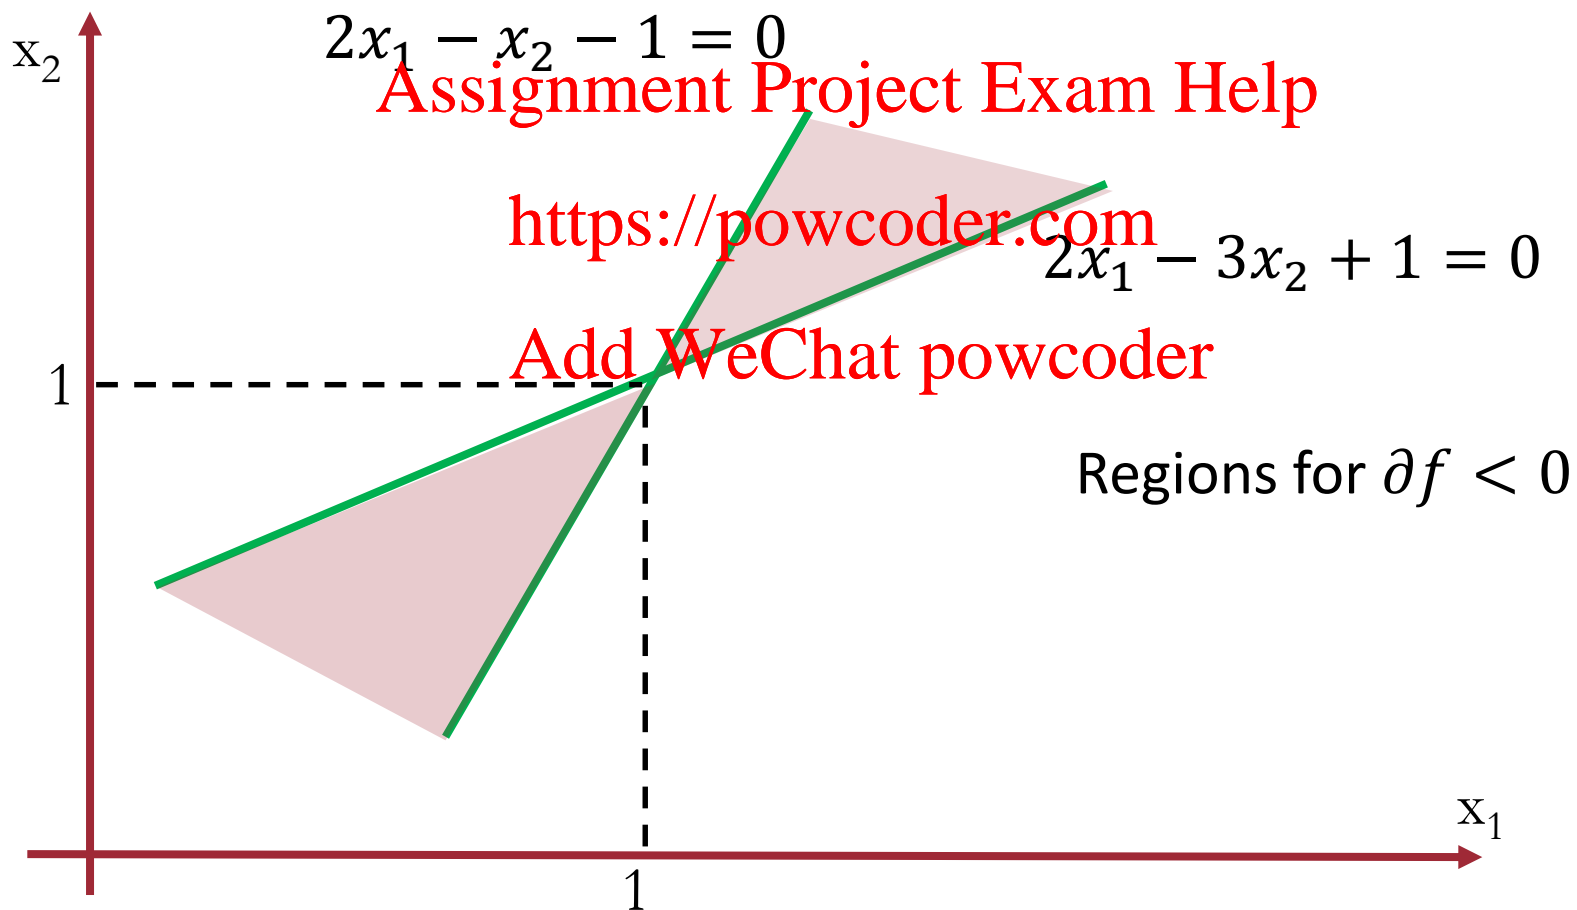 x₂
2x₁ − x₂ − 1 = 0
Assignment Project Exam Help
https://powcoder.com
2x₁ − 3x₂ + 1 = 0
Add WeChat powcoder
1
Regions for ∂f < 0
x₁
1